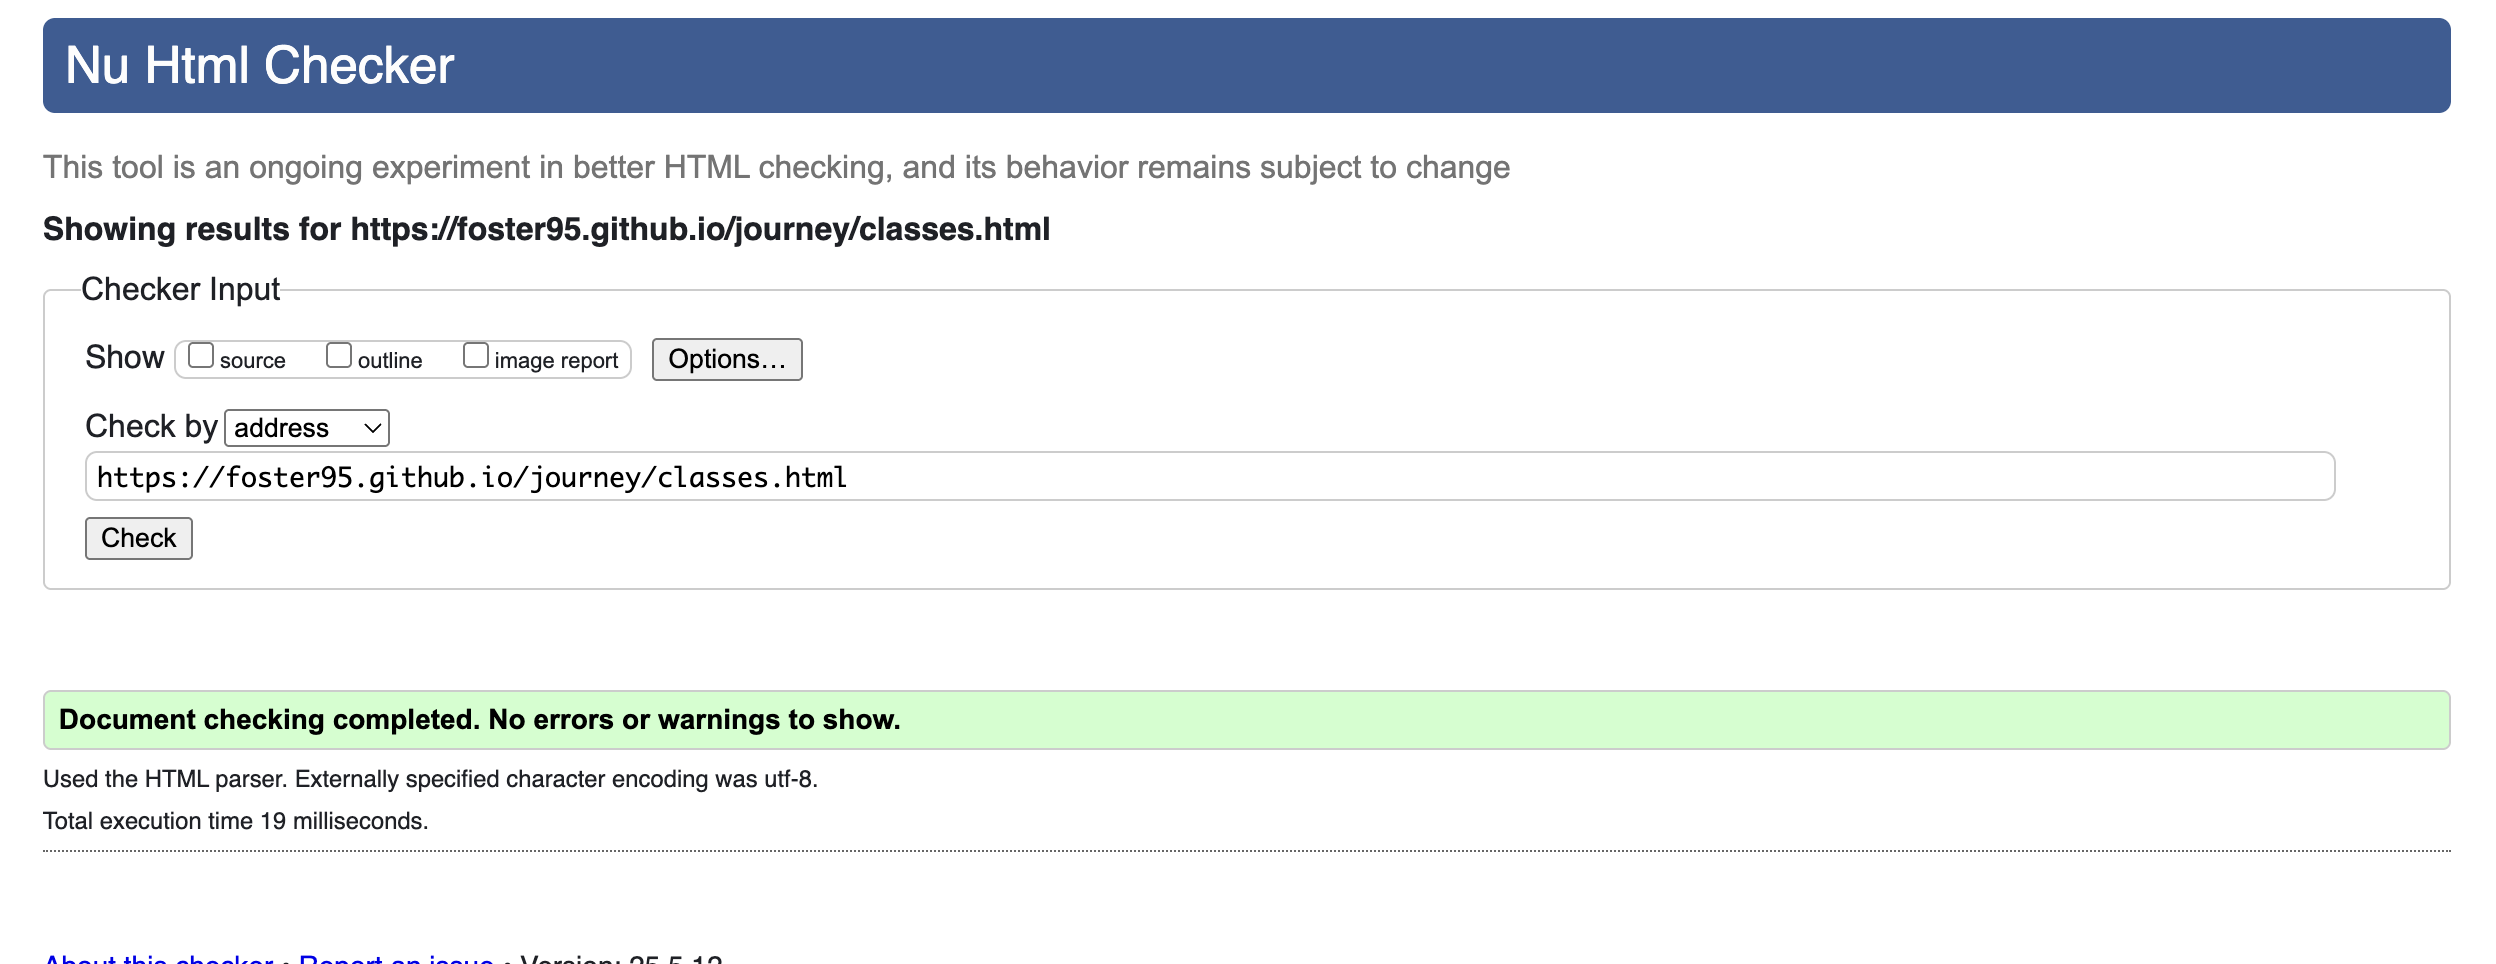 Nu Html Checker
This tool is an ongoing experiment in better HTML checking, and its behavior remains subject to change
Showing results for https://foster95.github.io/journey/classes.html
Checker Input
Show source outline image report Options...
Check by address
https://foster95.github.io/journey/classes.html
Check
Document checking completed. No errors or warnings to show.
Used the HTML parser. Externally specified character encoding was utf-8.
Total execution time 19 milliseconds.
About this checker • Report an issue • Version: 25.5.12